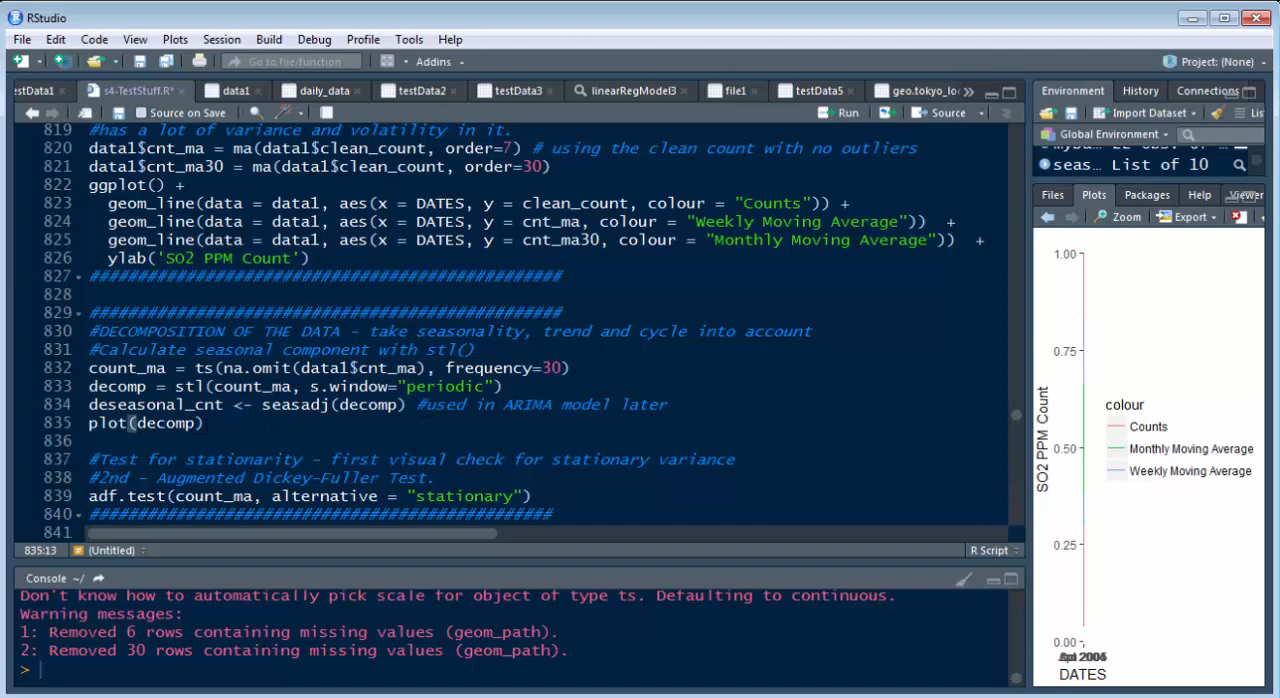 RStudio
File Edit Code View Plots Session Build Debug Profile Tools Help
Go to file/function Addins Project: (None)
estData1 s4-TestStuff.R* data1 daily_data testData2 testData3 linearRegModel3 file1 testData5 geo.tokyo_lo
Source on Save Run Source
819 #has a lot of variance and volatility in it.
820 data1$cnt_ma = ma(data1$clean_count, order=7) # using the clean count with no outliers
821 data1$cnt_ma30 = ma(data1$clean_count, order=30)
822 ggplot() +
823 geom_line(data = data1, aes(x = DATES, y = clean_count, colour = "Counts")) +
824 geom_line(data = data1, aes(x = DATES, y = cnt_ma, colour = "Weekly Moving Average")) +
825 geom_line(data = data1, aes(x = DATES, y = cnt_ma30, colour = "Monthly Moving Average")) +
826 ylab('SO2 PPM Count')
827 #################################################
828
829 #################################################
830 #DECOMPOSITION OF THE DATA - take seasonality, trend and cycle into account
831 #Calculate seasonal component with stl()
832 count_ma = ts(na.omit(data1$cnt_ma), frequency=30)
833 decomp = stl(count_ma, s.window="periodic")
834 deseasonal_cnt <- seasadj(decomp) #used in ARIMA model later
835 plot(decomp)
836
837 #Test for stationarity - first visual check for stationary variance
838 #2nd - Augmented Dickey-Fuller Test.
839 adf.test(count_ma, alternative = "stationary")
840 ################################################
841
835:13 (Untitled) R Script
Console ~/
Don't know how to automatically pick scale for object of type ts. Defaulting to continuous.
Warning messages:
1: Removed 6 rows containing missing values (geom_path).
2: Removed 30 rows containing missing values (geom_path).
>
Environment History Connections
Import Dataset Lis
Global Environment
seas... List of 10
Files Plots Packages Help Viewer
Zoom Export
1.00
0.75
0.50
0.25
0.00
SO2 PPM Count
DATES
colour
Counts
Monthly Moving Average
Weekly Moving Average